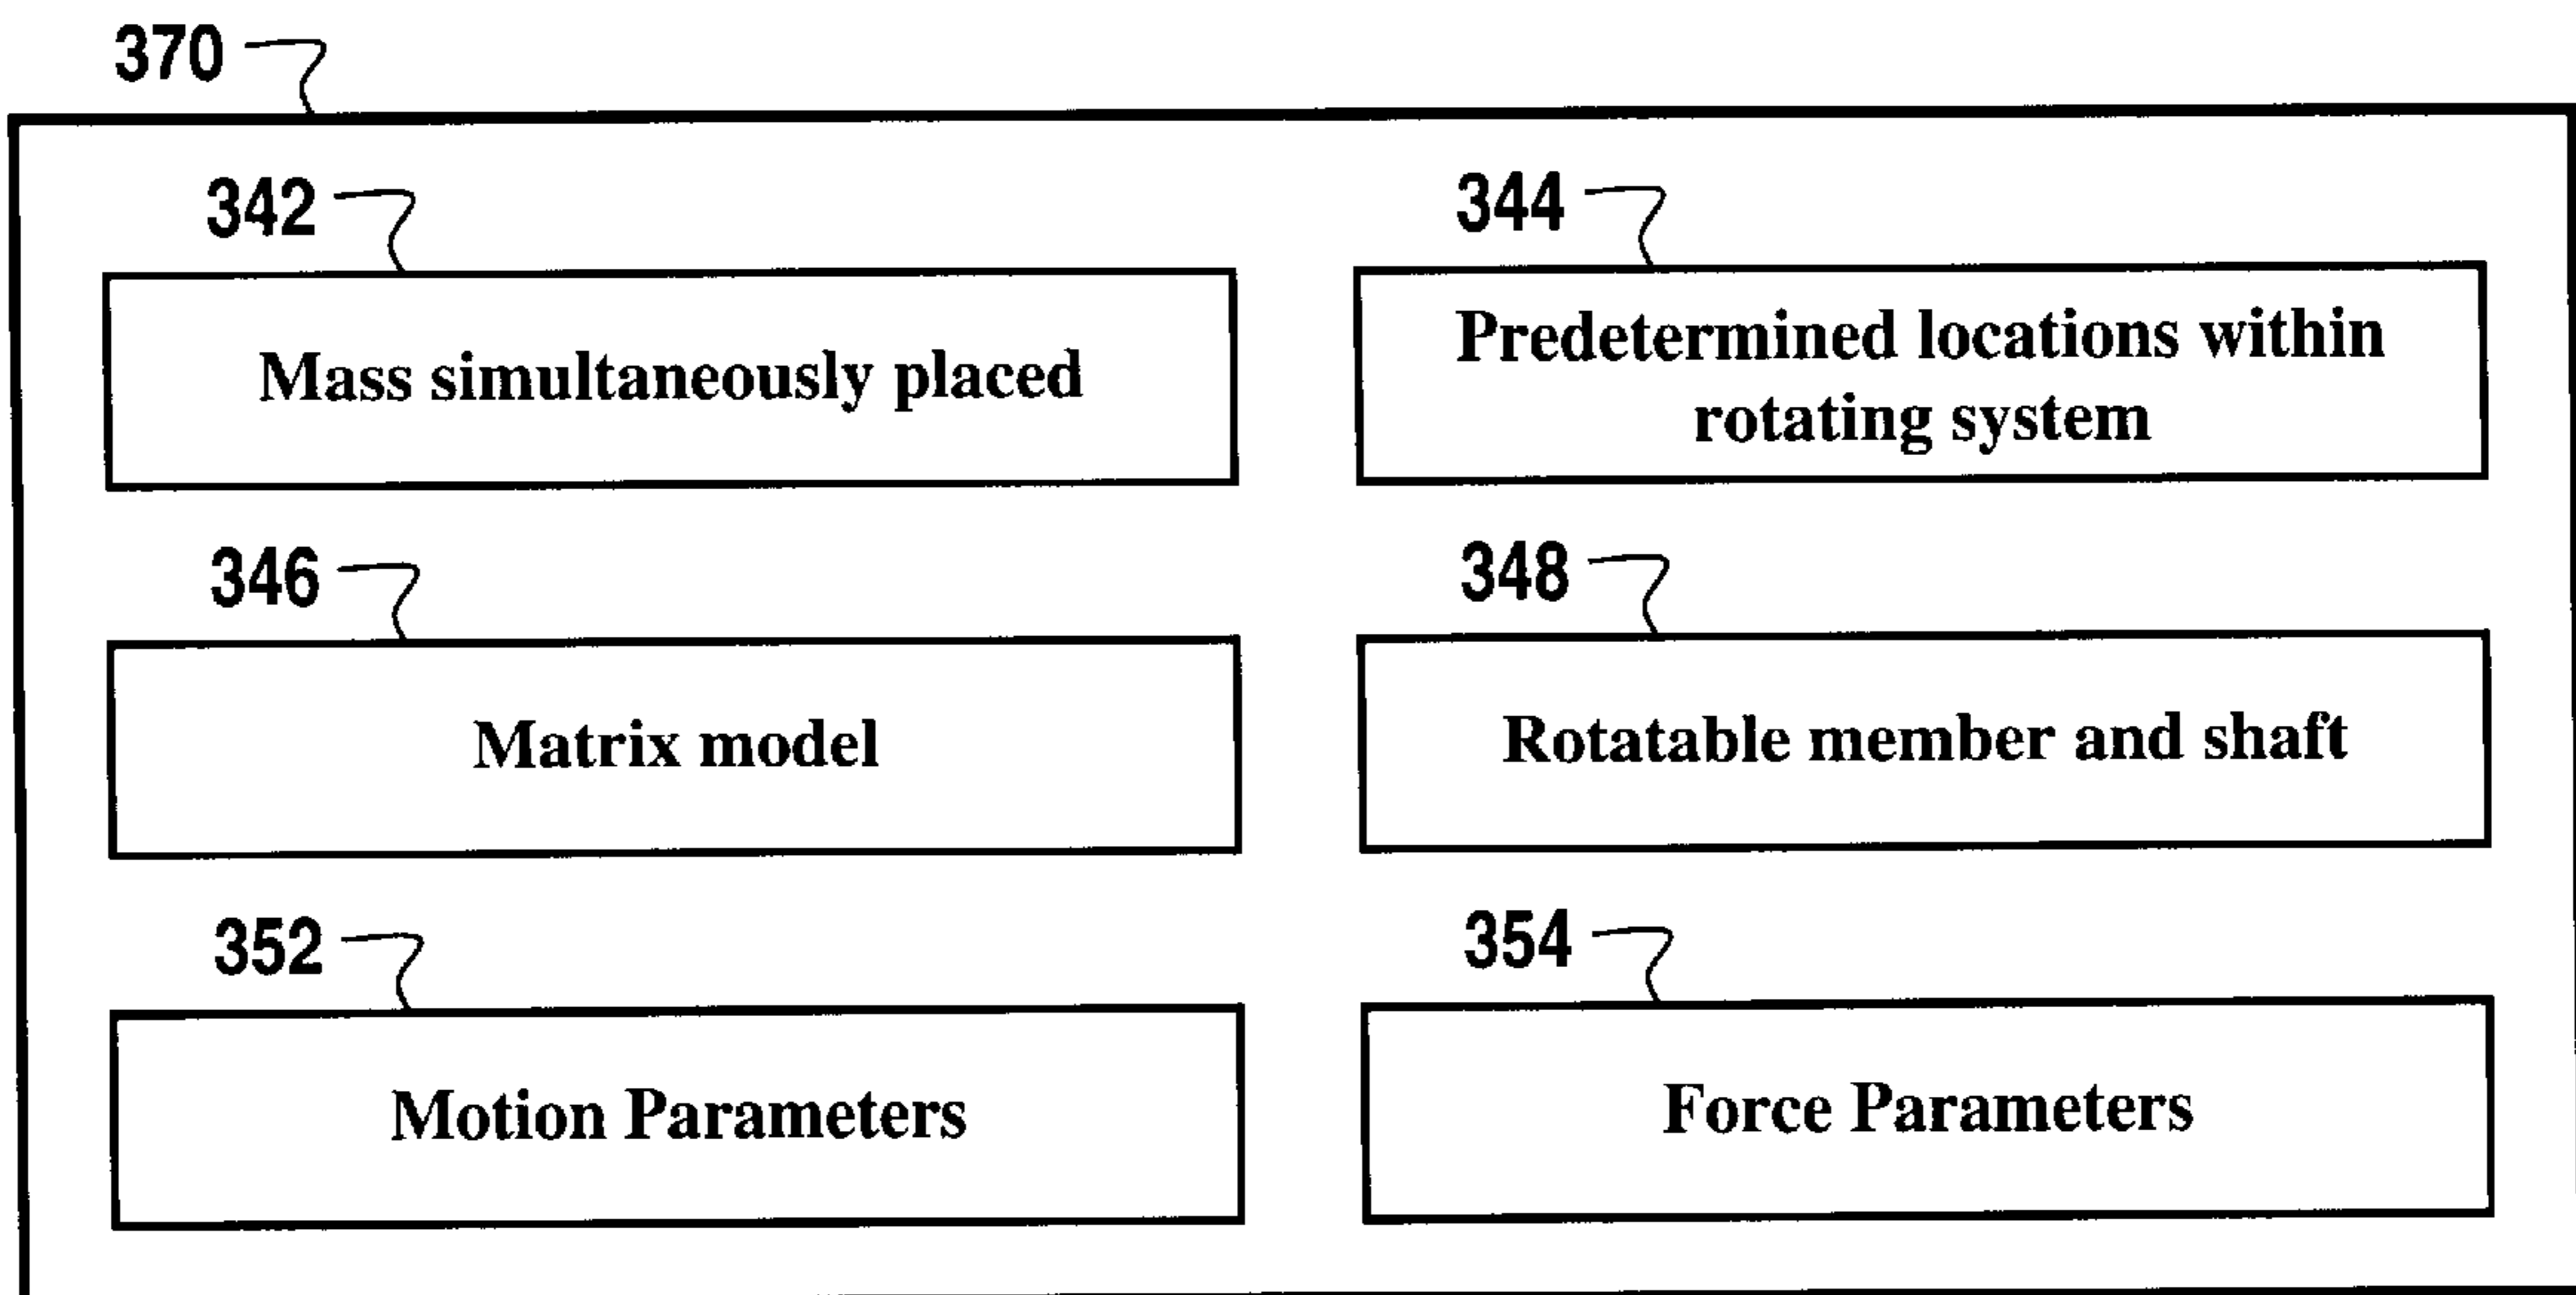 370
342
344
Mass simultaneously placed
Predetermined locations within
rotating system
346
348
Matrix model
Rotatable member and shaft
352
354
Motion Parameters
Force Parameters